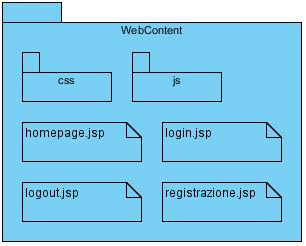 WebContent
css
js
homepage.jsp
login.jsp
logout.jsp
registrazione.jsp